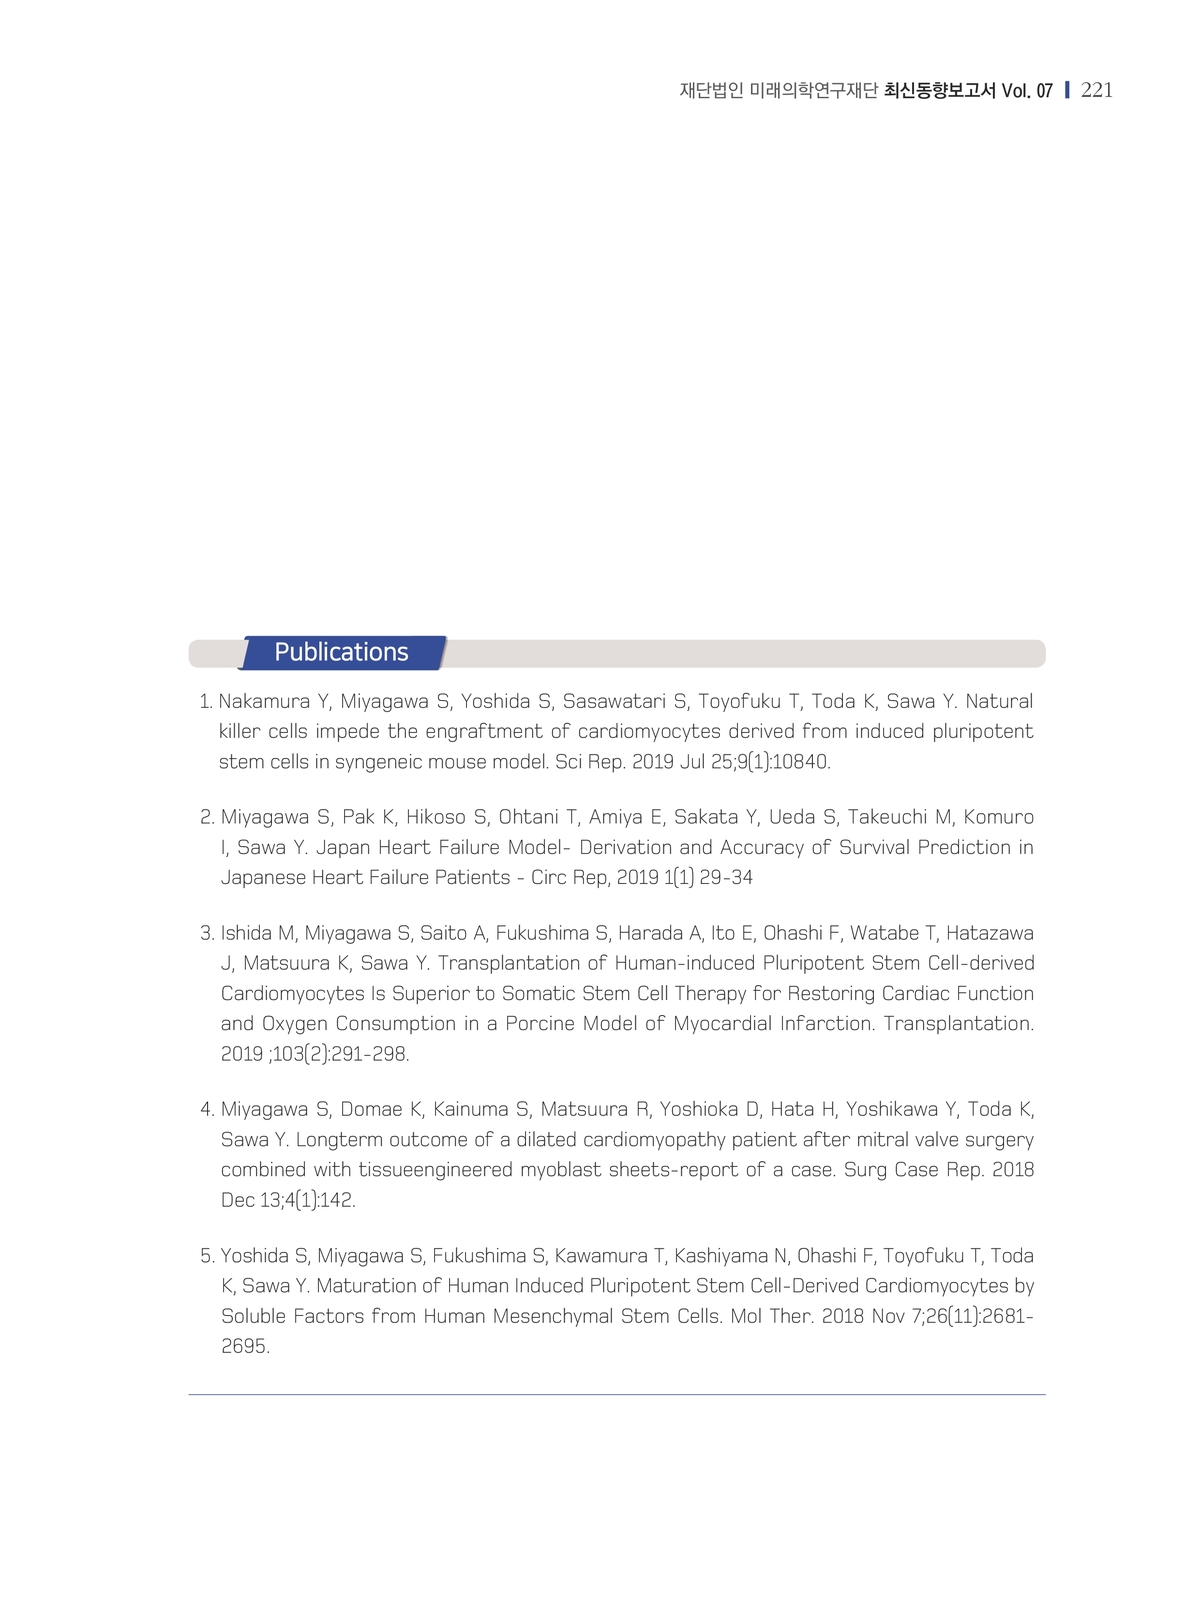 재단법인 미래의학연구재단 최신동향보고서 Vol. 07 221
Publications
1. Nakamura Y, Miyagawa S, Yoshida S, Sasawatari S, Toyofuku T, Toda K, Sawa Y. Natural
killer cells impede the engraftment of cardiomyocytes derived from induced pluripotent
stem cells in syngeneic mouse model. Sci Rep. 2019 Jul 25;9(1):10840.
2. Miyagawa S, Pak K, Hikoso S, Ohtani T, Amiya E, Sakata Y, Ueda S, Takeuchi M, Komuro
I, Sawa Y. Japan Heart Failure Model- Derivation and Accuracy of Survival Prediction in
Japanese Heart Failure Patients - Circ Rep, 2019 1(1) 29-34
3. Ishida M, Miyagawa S, Saito A, Fukushima S, Harada A, Ito E, Ohashi F, Watabe T, Hatazawa
J, Matsuura K, Sawa Y. Transplantation of Human-induced Pluripotent Stem Cell-derived
Cardiomyocytes Is Superior to Somatic Stem Cell Therapy for Restoring Cardiac Function
and Oxygen Consumption in a Porcine Model of Myocardial Infarction. Transplantation.
2019 ;103(2):291-298.
4. Miyagawa S, Domae K, Kainuma S, Matsuura R, Yoshioka D, Hata H, Yoshikawa Y, Toda K,
Sawa Y. Longterm outcome of a dilated cardiomyopathy patient after mitral valve surgery
combined with tissueengineered myoblast sheets-report of a case. Surg Case Rep. 2018
Dec 13;4(1):142.
5. Yoshida S, Miyagawa S, Fukushima S, Kawamura T, Kashiyama N, Ohashi F, Toyofuku T, Toda
K, Sawa Y. Maturation of Human Induced Pluripotent Stem Cell-Derived Cardiomyocytes by
Soluble Factors from Human Mesenchymal Stem Cells. Mol Ther. 2018 Nov 7;26(11):2681-
2695.